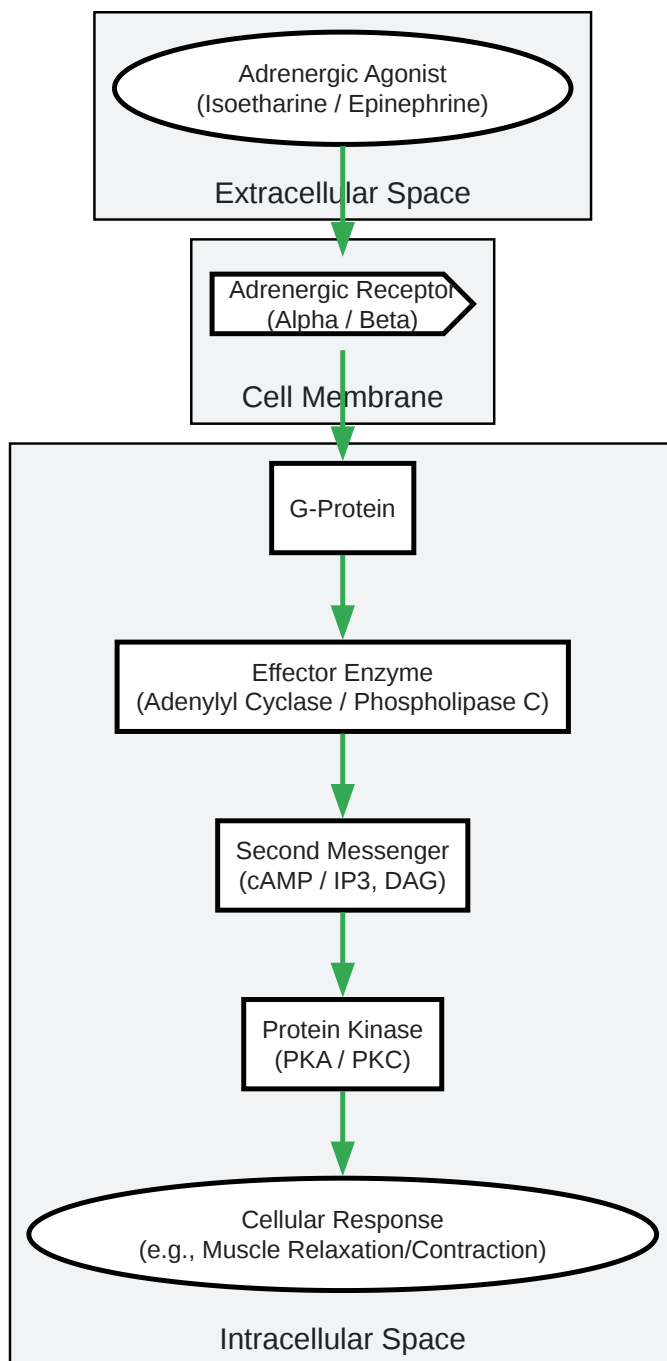 Adrenergic Agonist
(Isoetharine / Epinephrine)
Extracellular Space
Adrenergic Receptor
(Alpha / Beta)
Cell Membrane
G-Protein
Effector Enzyme
(Adenylyl Cyclase / Phospholipase C)
Second Messenger
(cAMP / IP3, DAG)
Protein Kinase
(PKA / PKC)
Cellular Response
(e.g., Muscle Relaxation/Contraction)
Intracellular Space